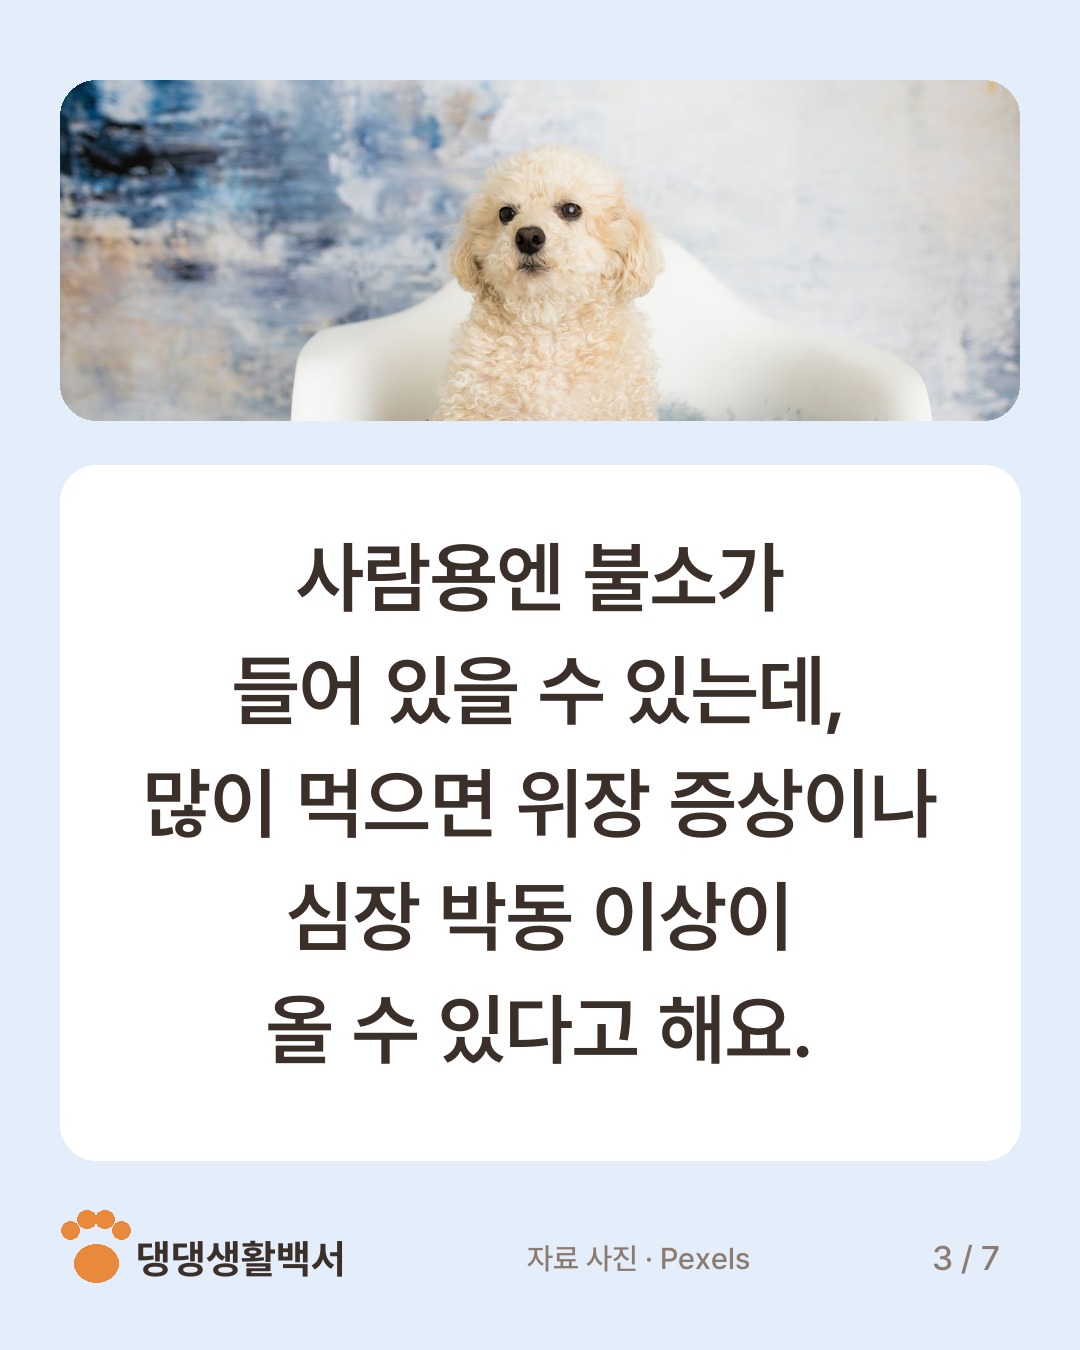 사람용엔 불소가
들어 있을 수 있는데,
많이 먹으면 위장 증상이나
심장 박동 이상이
올 수 있다고 해요.
댕댕생활백서
자료 사진 · Pexels
3 / 7